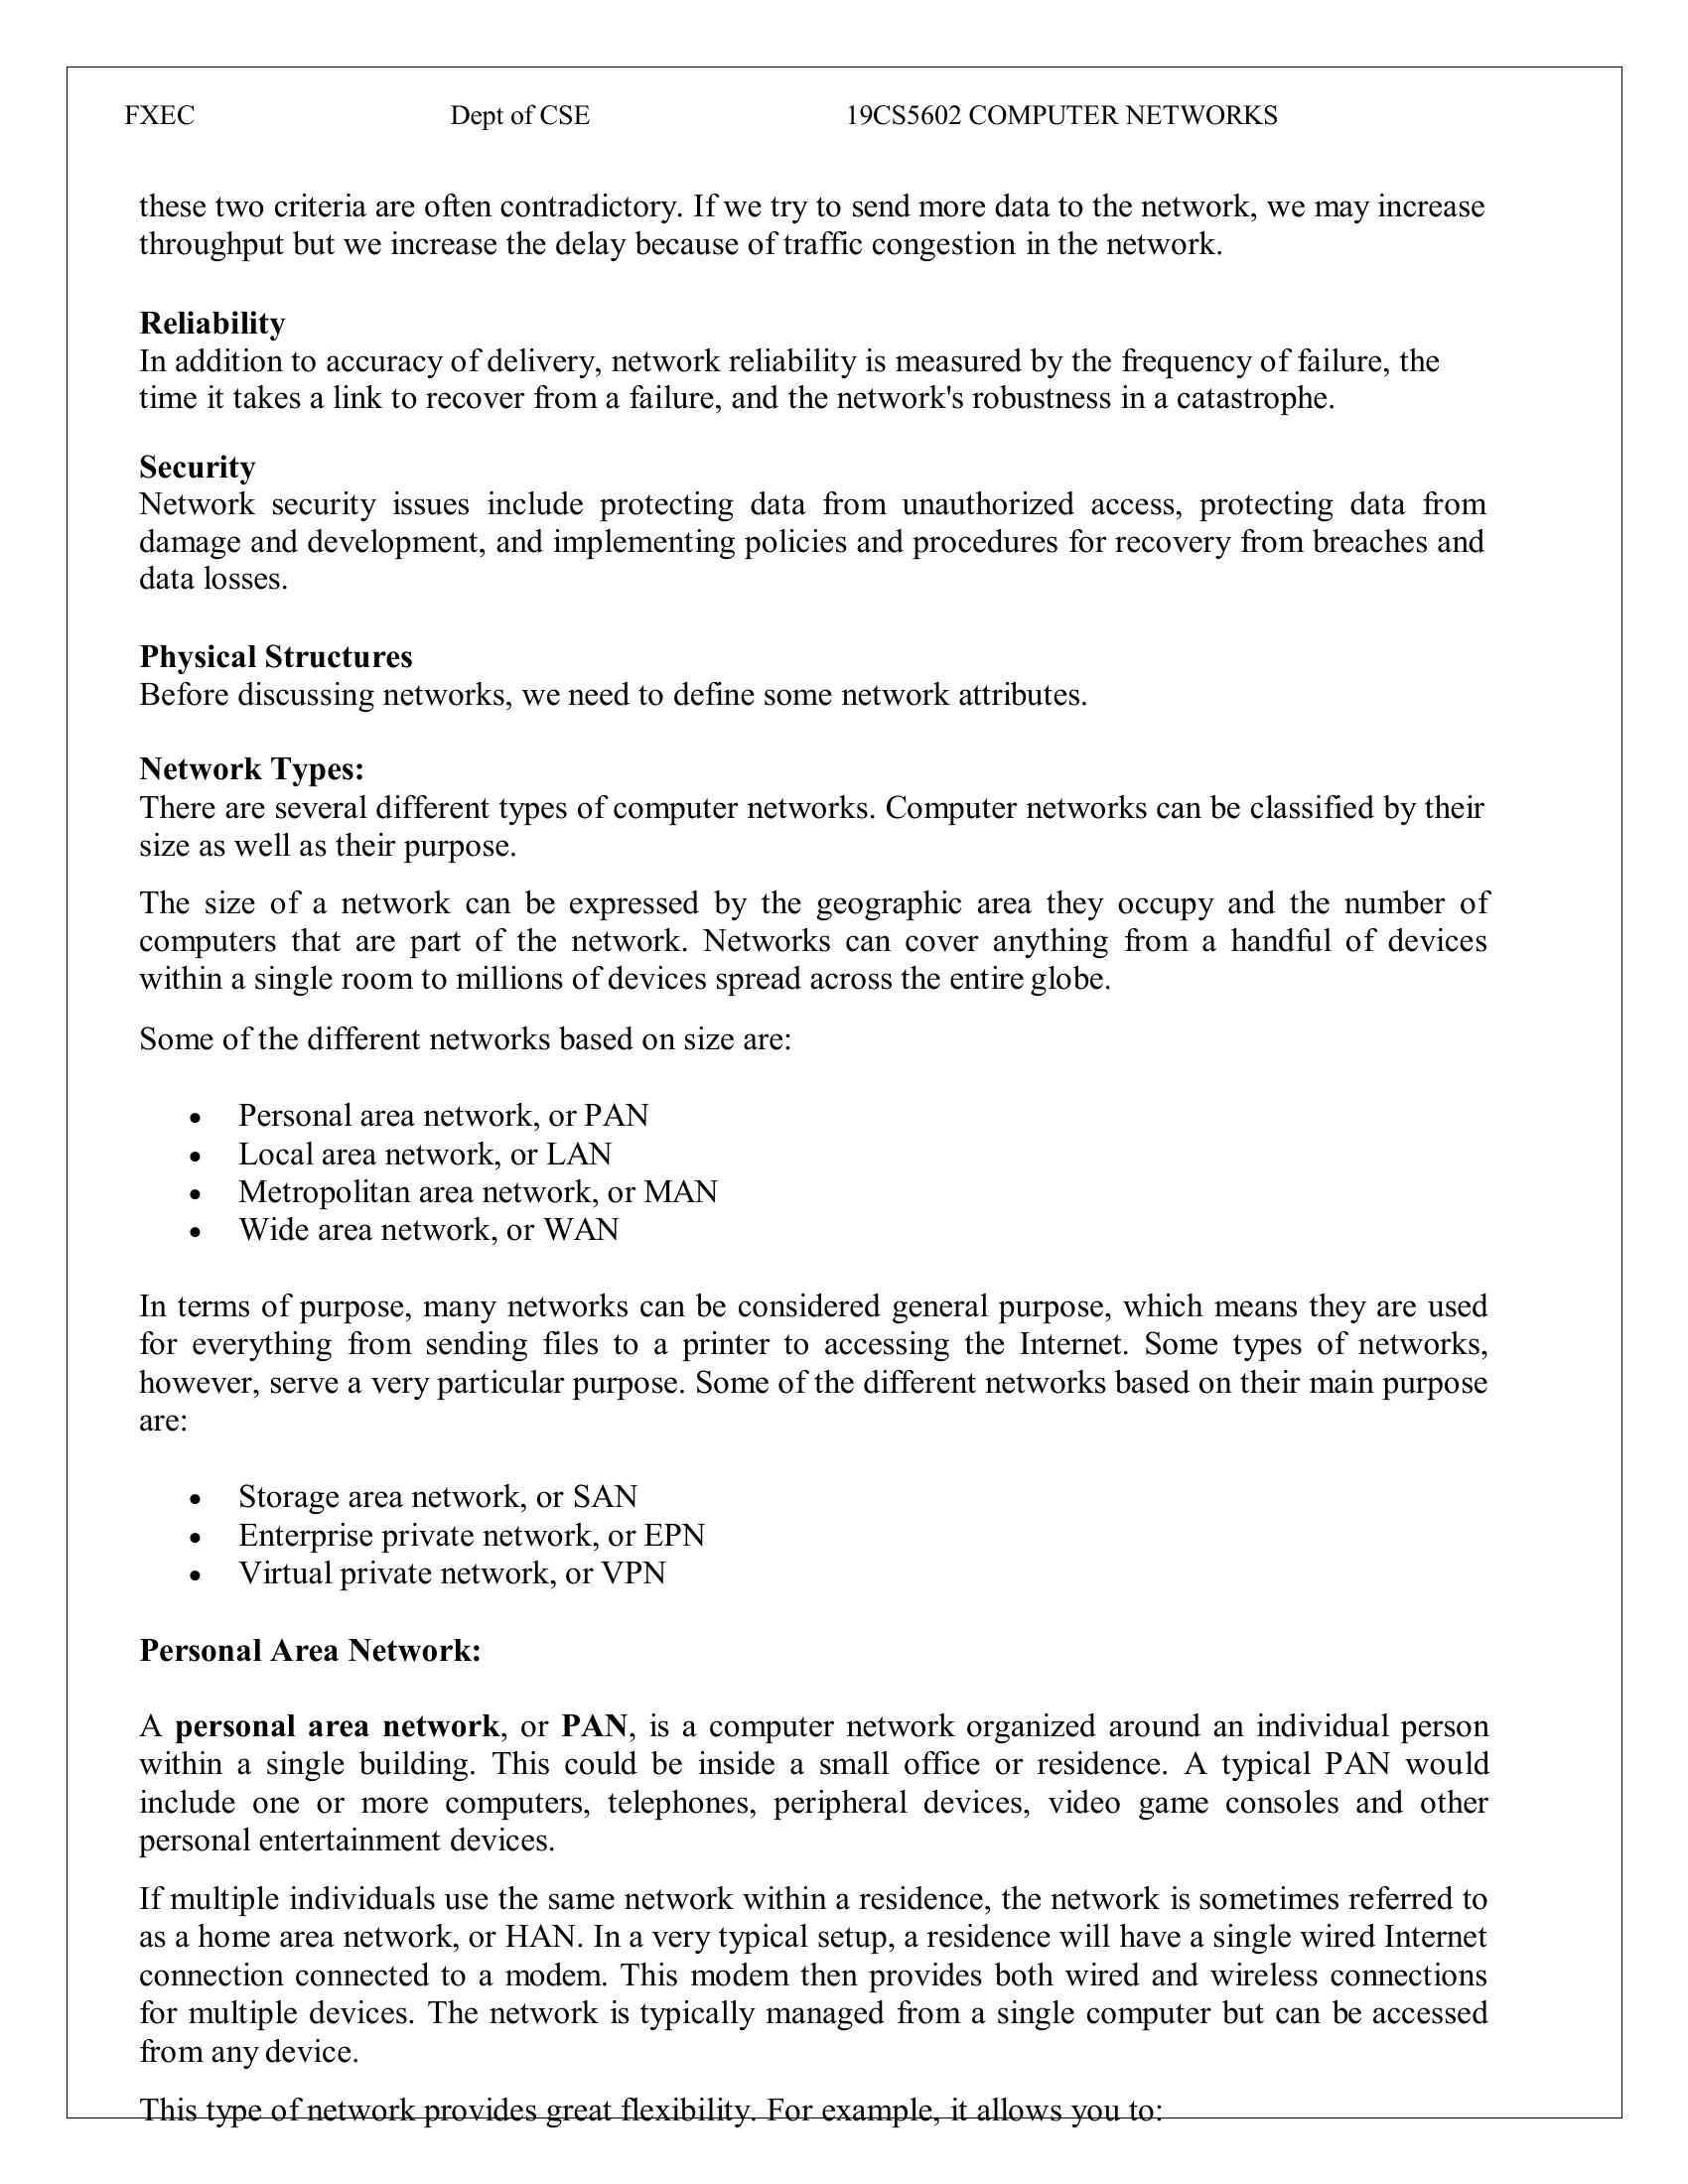 FXEC Dept of CSE 19CS5602 COMPUTER NETWORKS
these two criteria are often contradictory. If we try to send more data to the network, we may increase
throughput but we increase the delay because of traffic congestion in the network.
Reliability
In addition to accuracy of delivery, network reliability is measured by the frequency of failure, the
time it takes a link to recover from a failure, and the network's robustness in a catastrophe.
Security
Network security issues include protecting data from unauthorized access, protecting data from
damage and development, and implementing policies and procedures for recovery from breaches and
data losses.
Physical Structures
Before discussing networks, we need to define some network attributes.
Network Types:
There are several different types of computer networks. Computer networks can be classified by their
size as well as their purpose.
The size of a network can be expressed by the geographic area they occupy and the number of
computers that are part of the network. Networks can cover anything from a handful of devices
within a single room to millions of devices spread across the entire globe.
Some of the different networks based on size are:
• Personal area network, or PAN
• Local area network, or LAN
• Metropolitan area network, or MAN
• Wide area network, or WAN
In terms of purpose, many networks can be considered general purpose, which means they are used
for everything from sending files to a printer to accessing the Internet. Some types of networks,
however, serve a very particular purpose. Some of the different networks based on their main purpose
are:
• Storage area network, or SAN
• Enterprise private network, or EPN
• Virtual private network, or VPN
Personal Area Network:
A personal area network, or PAN, is a computer network organized around an individual person
within a single building. This could be inside a small office or residence. A typical PAN would
include one or more computers, telephones, peripheral devices, video game consoles and other
personal entertainment devices.
If multiple individuals use the same network within a residence, the network is sometimes referred to
as a home area network, or HAN. In a very typical setup, a residence will have a single wired Internet
connection connected to a modem. This modem then provides both wired and wireless connections
for multiple devices. The network is typically managed from a single computer but can be accessed
from any device.
This type of network provides great flexibility. For example, it allows you to: